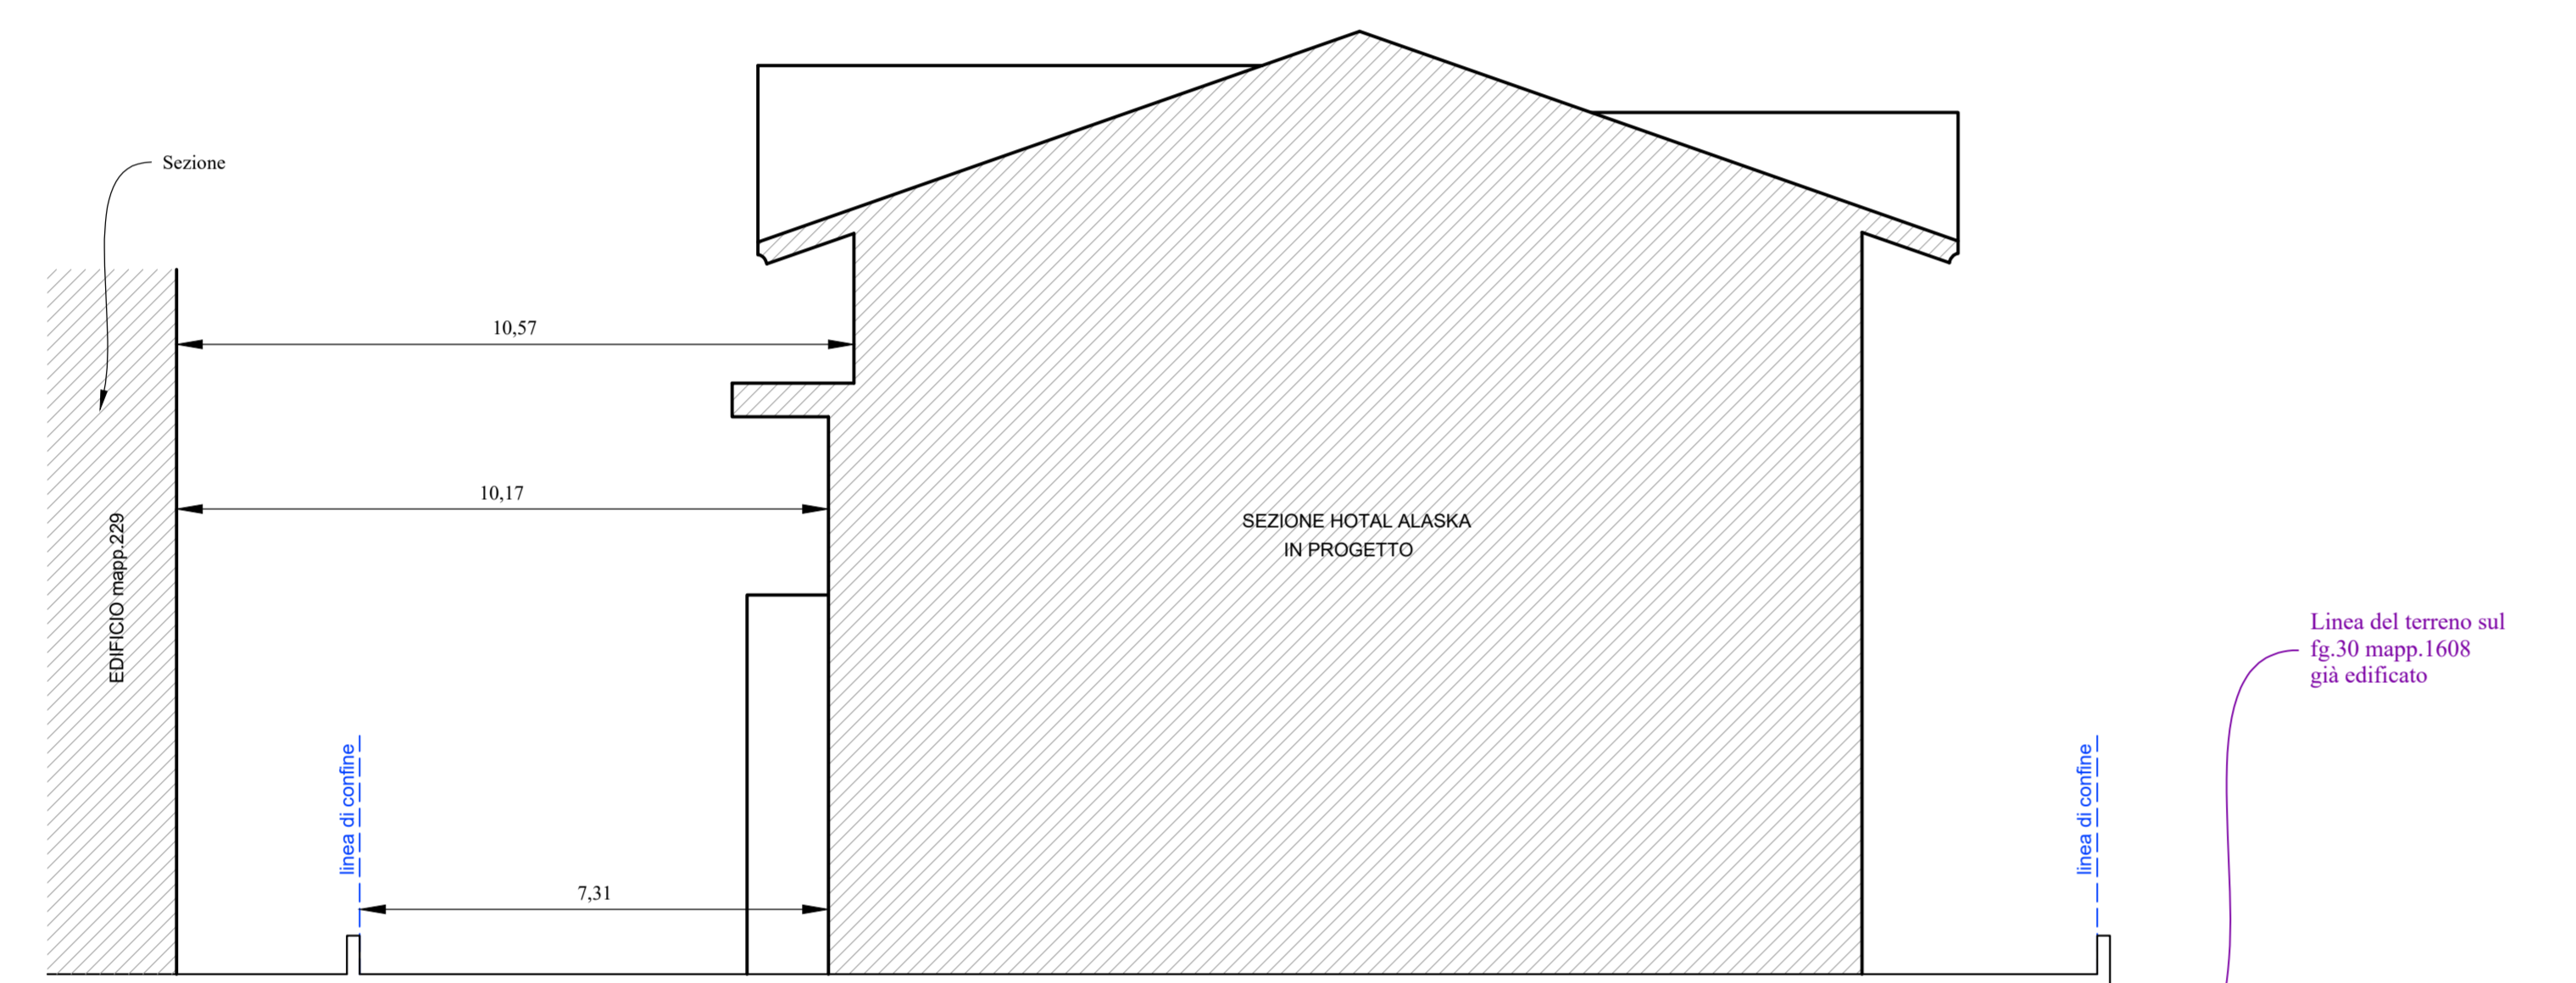 Sezione
10,57
10,17
EDIFICIO mapp.229
SEZIONE HOTAL ALASKA
IN PROGETTO
Linea del terreno sul
fg.30 mapp.1608
già edificato
linea di confine
linea di confine
7,31